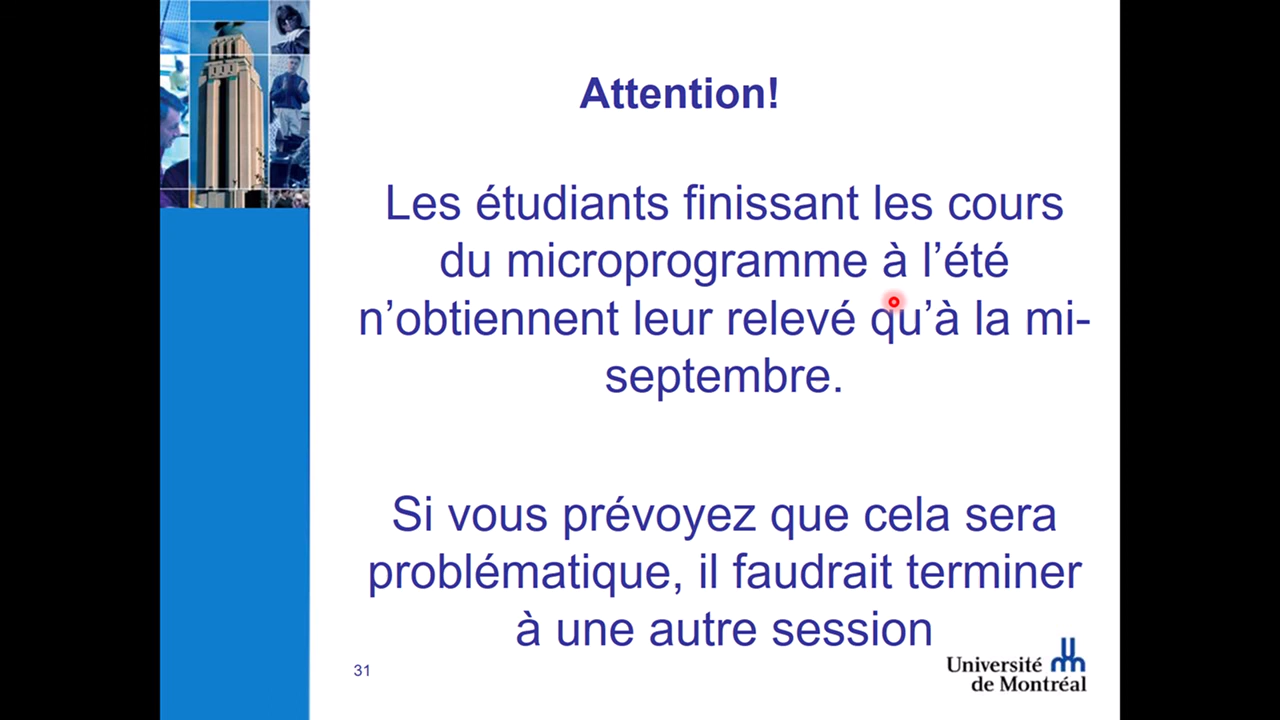 Attention!
Les étudiants finissant les cours
du microprogramme à l’été
n’obtiennent leur relevé qu’à la mi-
septembre.
Si vous prévoyez que cela sera
problématique, il faudrait terminer
à une autre session
31
Université
de Montréal